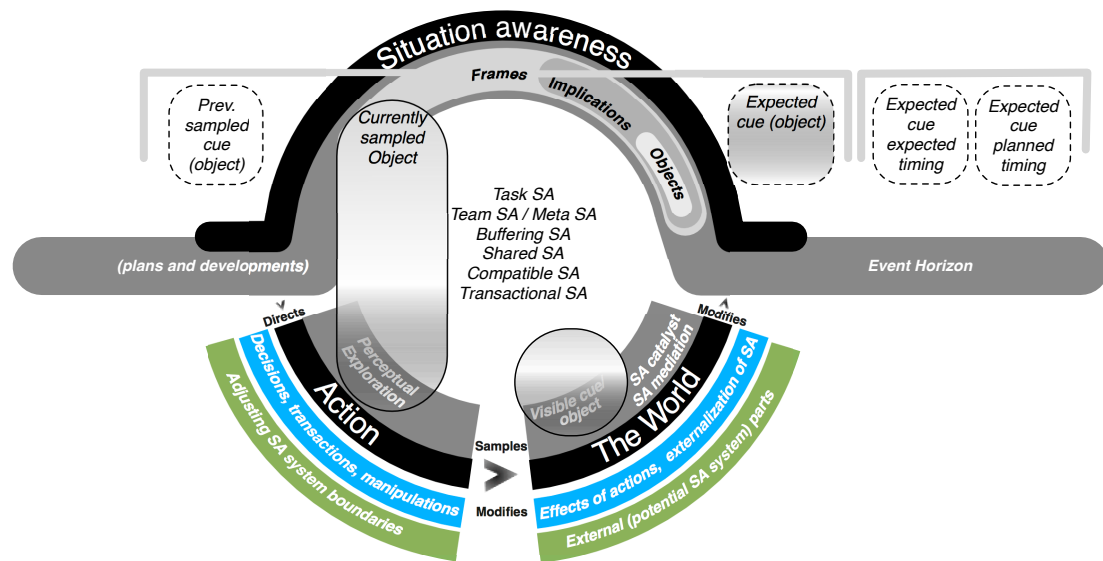 Situation awareness
Frames
Implications
Objects
Prev.
sampled
cue
(object)
Currently
sampled
Object
Expected
cue (object)
Expected
cue
expected
timing
Expected
cue
planned
timing
Task SA
Team SA / Meta SA
Buffering SA
Shared SA
Compatible SA
Transactional SA
(plans and developments)
Event Horizon
Directs
Modifies
Perceptual
Exploration
Action
Decisions, transactions, manipulations
Adjusting SA system boundaries
Samples
Modifies
Visible cue/
object
SA catalyst
SA mediation
The World
Effects of actions, externalization of SA
External (potential SA system) parts